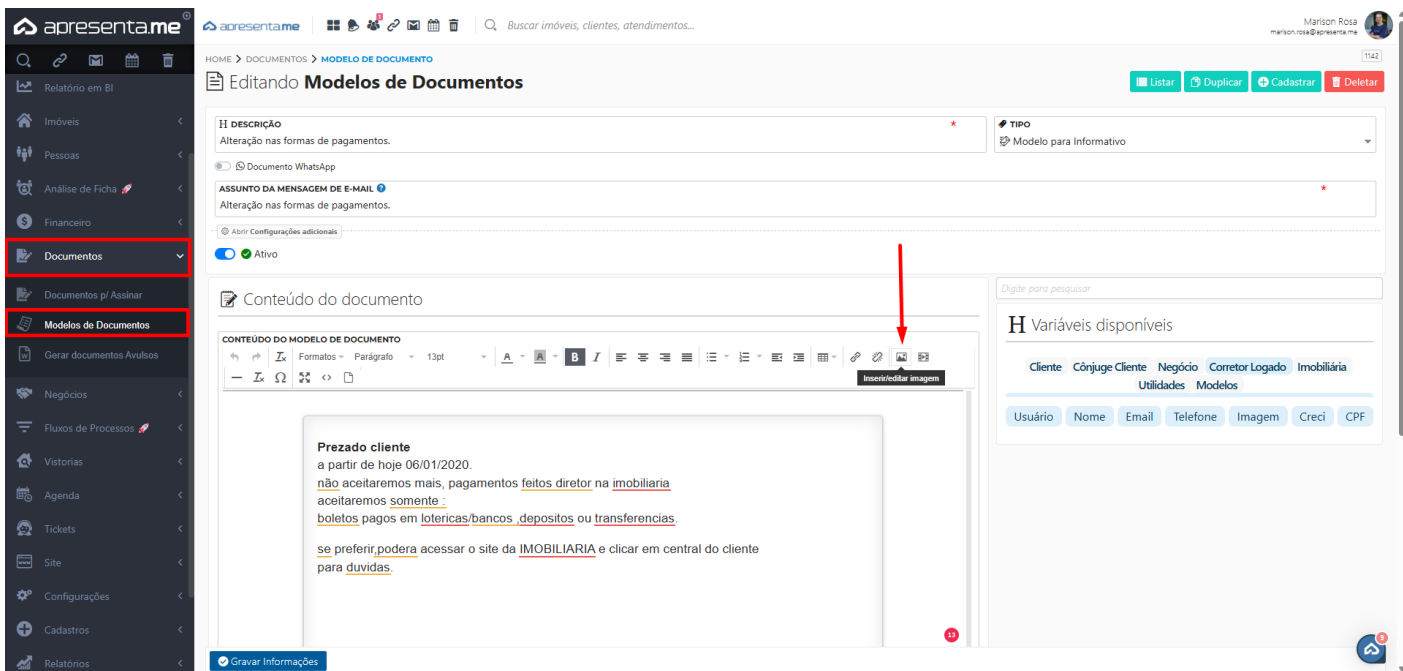 apresenta.me
Relatório em BI
Imóveis
Pessoas
Análise de Ficha 🚀
Financeiro
Documentos
Documentos p/ Assinar
Modelos de Documentos
Gerar documentos Avulsos
Negócios
Fluxos de Processos 🚀
Vistorias
Agenda
Tickets
Site
Configurações
Cadastros
Relatórios
apresenta.me
Buscar imóveis, clientes, atendimentos...
Marison Rosa
marison.rosa@apresenta.me
HOME > DOCUMENTOS > MODELO DE DOCUMENTO
1142
Editando Modelos de Documentos
Listar Duplicar Cadastrar Deletar
H DESCRIÇÃO *
Alteração nas formas de pagamentos.
TIPO
Modelo para Informativo
Documento WhatsApp
ASSUNTO DA MENSAGEM DE E-MAIL *
Alteração nas formas de pagamentos.
Abrir Configurações adicionais
Ativo
Conteúdo do documento
CONTEÚDO DO MODELO DE DOCUMENTO
Formatos Parágrafo 13pt A A B I
Inserir/editar imagem
Prezado cliente
a partir de hoje 06/01/2020.
não aceitaremos mais, pagamentos feitos diretor na imobiliaria
aceitaremos somente :
boletos pagos em lotericas/bancos ,depositos ou transferencias.
se preferir,podera acessar o site da IMOBILIARIA e clicar em central do cliente
para duvidas.
13
Gravar Informações
Digite para pesquisar
H Variáveis disponíveis
Cliente Cônjuge Cliente Negócio Corretor Logado Imobiliária
Utilidades Modelos
Usuário Nome Email Telefone Imagem Creci CPF
9